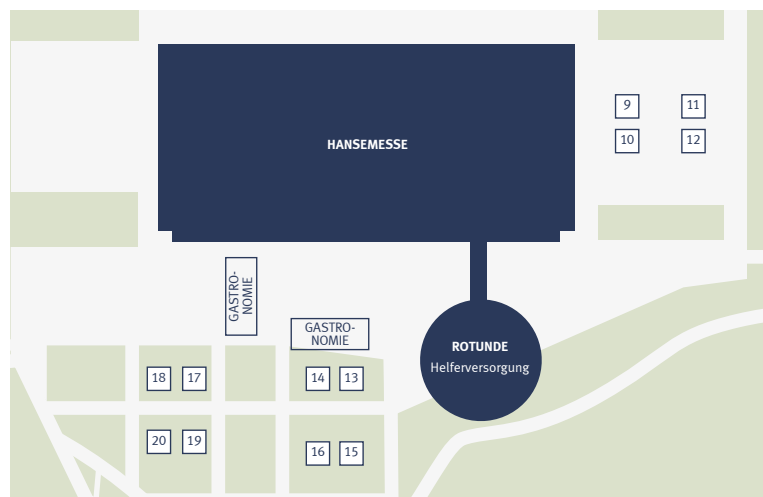 HANSEMESSE
9
11
10
12
GASTRO-
NOMIE
GASTRO-
NOMIE
ROTUNDE
Helferversorgung
18
17
14
13
20
19
16
15